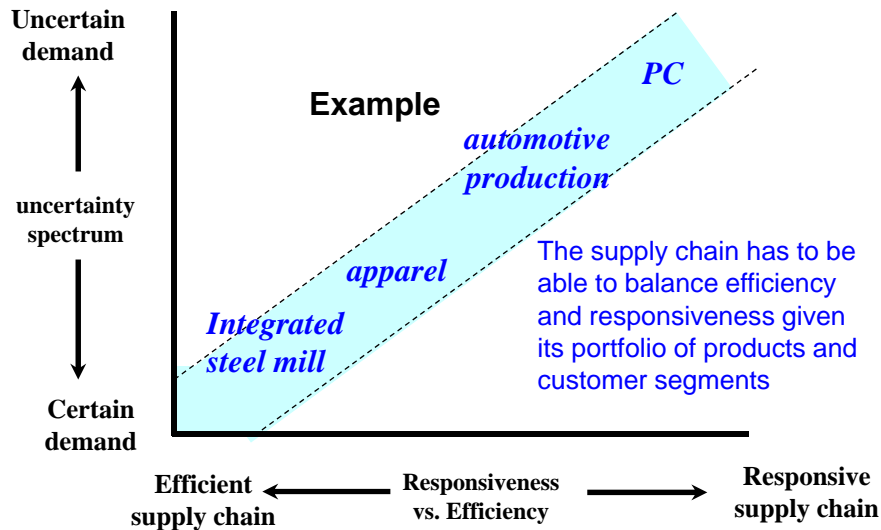 Uncertain
demand
uncertainty
spectrum
Certain
demand
Example
PC
automotive
production
apparel
Integrated
steel mill
The supply chain has to be
able to balance efficiency
and responsiveness given
its portfolio of products and
customer segments
Efficient
supply chain
Responsiveness
vs. Efficiency
Responsive
supply chain